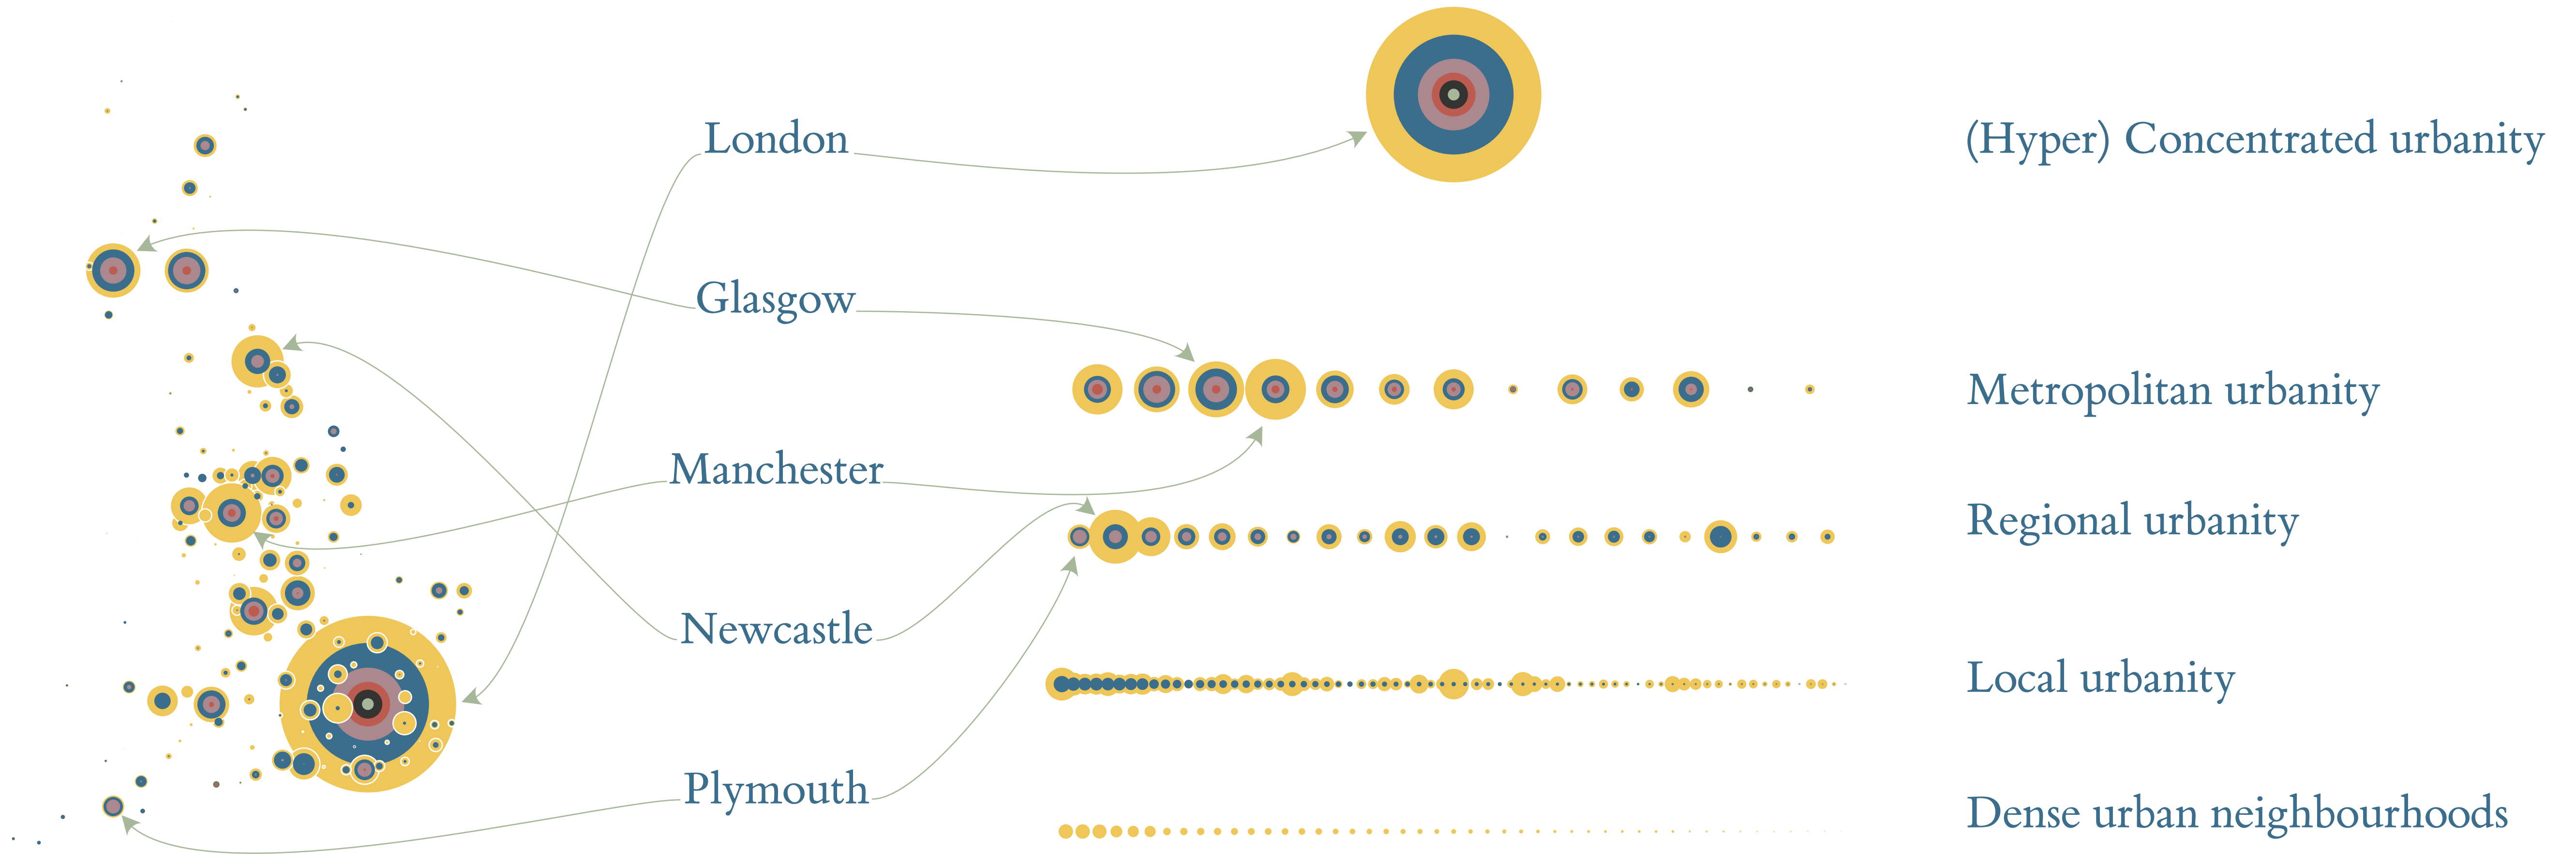 London
(Hyper) Concentrated urbanity
Glasgow
Metropolitan urbanity
Manchester
Regional urbanity
Newcastle
Local urbanity
Plymouth
Dense urban neighbourhoods